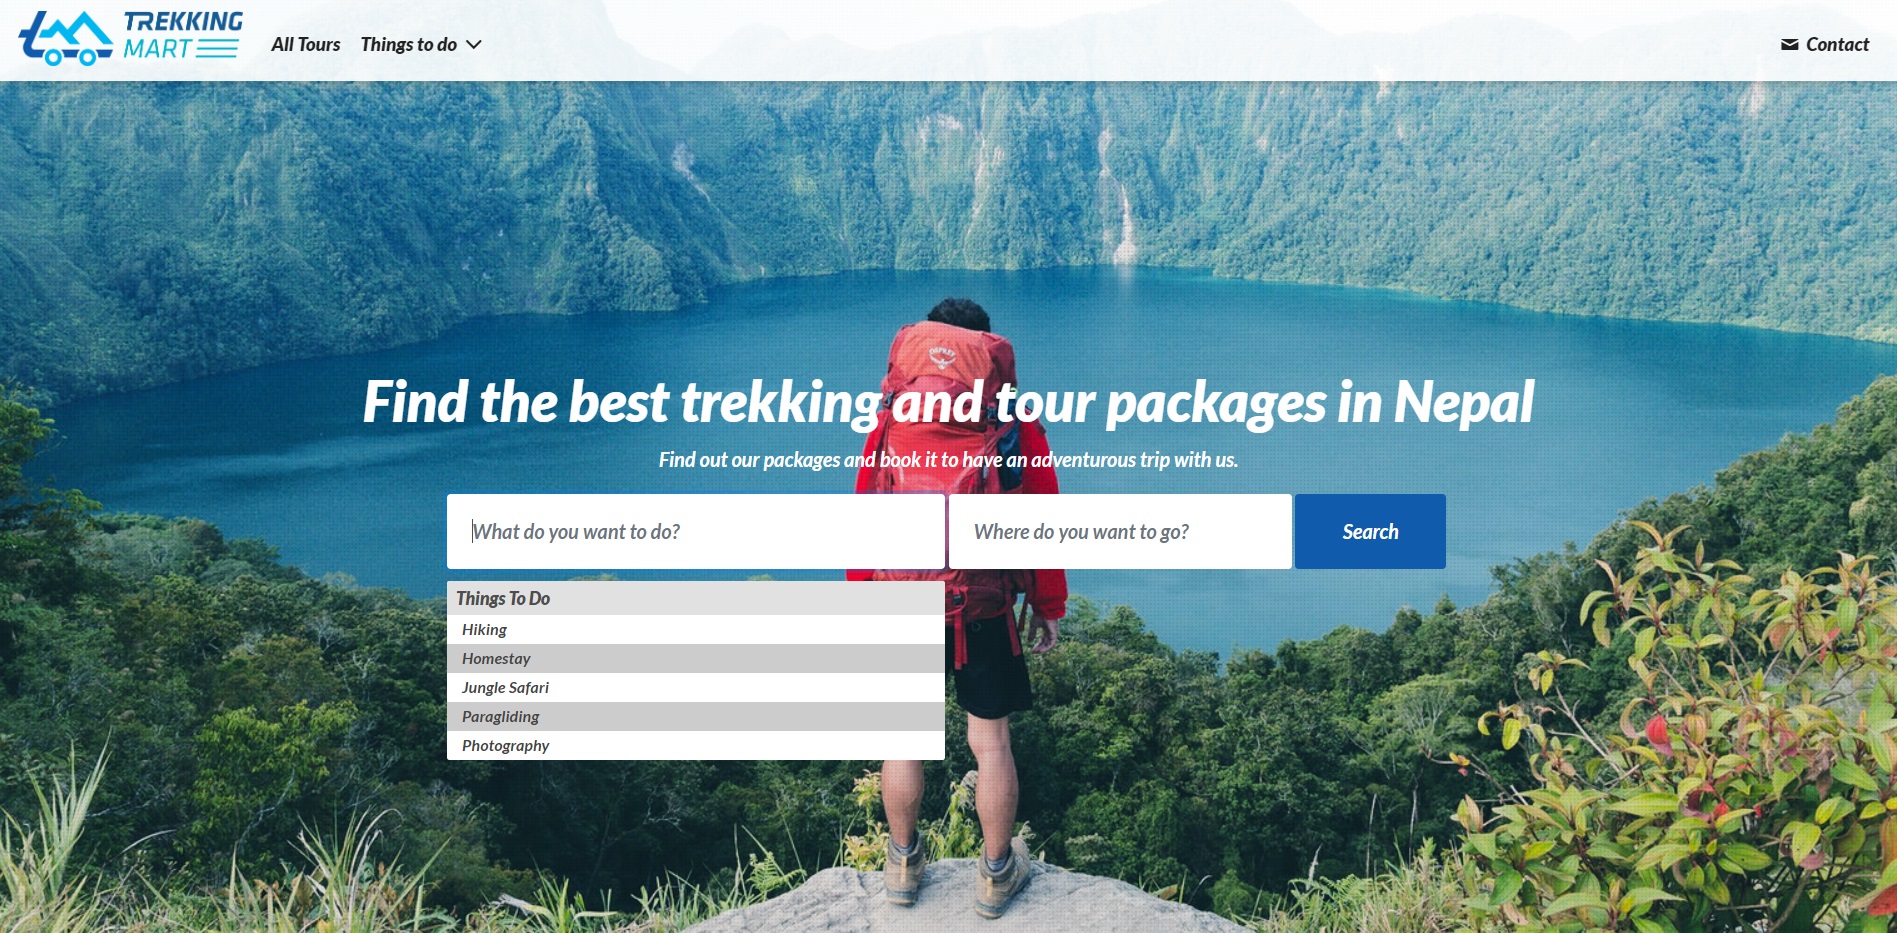 TREKKING
MART
All Tours
Things to do
Contact
OSPREY
Find the best trekking and tour packages in Nepal
Find out our packages and book it to have an adventurous trip with us.
What do you want to do?
Where do you want to go?
Search
Things To Do
Hiking
Homestay
Jungle Safari
Paragliding
Photography